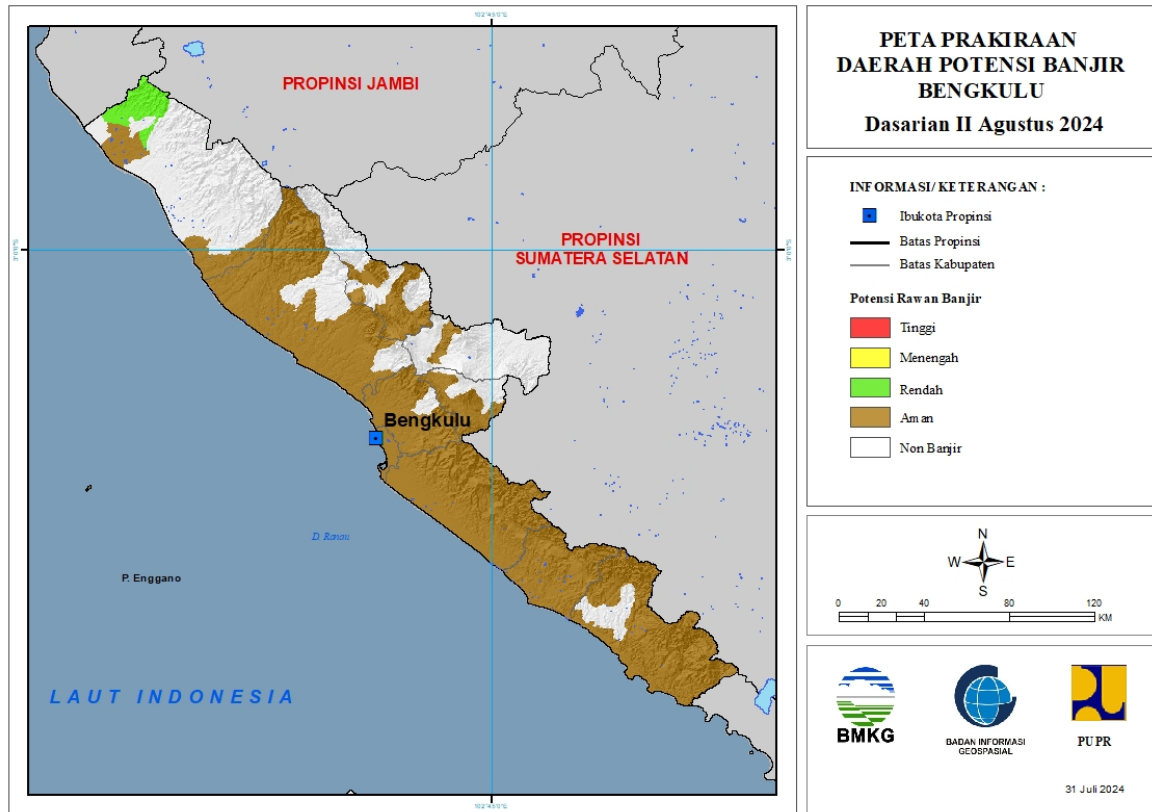 PETA PRAKIRAAN
DAERAH POTENSI BANJIR
BENGKULU
Dasarian II Agustus 2024
INFORMASI/ KETERANGAN :
Ibukota Propinsi
Batas Propinsi
Batas Kabupaten
Potensi Rawan Banjir
Tinggi
Menengah
Rendah
Aman
Non Banjir
N
W E
S
0 20 40 80 120
KM
BMKG
BADAN INFORMASI
GEOSPASIAL
PUPR
31 Juli 2024
PROPINSI JAMBI
PROPINSI
SUMATERA SELATAN
Bengkulu
D. Ranau
P. Enggano
LAUT INDONESIA